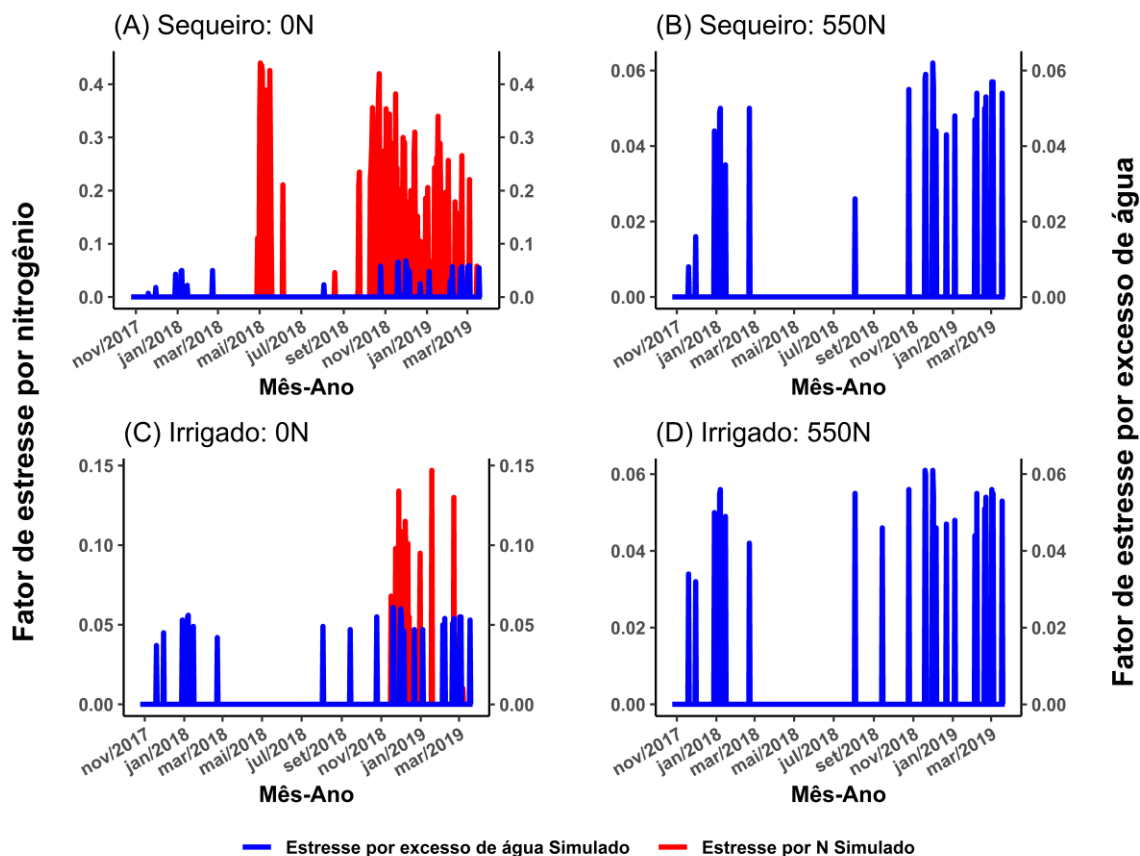 (A) Sequeiro: 0N
(B) Sequeiro: 550N
Fator de estresse por nitrogênio
Fator de estresse por excesso de água
0.4
0.3
0.2
0.1
0.0
0.4
0.3
0.2
0.1
0.0
nov/2017
jan/2018
mar/2018
mai/2018
jul/2018
set/2018
nov/2018
jan/2019
mar/2019
Mês-Ano
0.06
0.04
0.02
0.00
0.06
0.04
0.02
0.00
nov/2017
jan/2018
mar/2018
mai/2018
jul/2018
set/2018
nov/2018
jan/2019
mar/2019
Mês-Ano
(C) Irrigado: 0N
(D) Irrigado: 550N
0.15
0.10
0.05
0.00
0.15
0.10
0.05
0.00
nov/2017
jan/2018
mar/2018
mai/2018
jul/2018
set/2018
nov/2018
jan/2019
mar/2019
Mês-Ano
0.06
0.04
0.02
0.00
0.06
0.04
0.02
0.00
nov/2017
jan/2018
mar/2018
mai/2018
jul/2018
set/2018
nov/2018
jan/2019
mar/2019
Mês-Ano
Estresse por excesso de água Simulado
Estresse por N Simulado